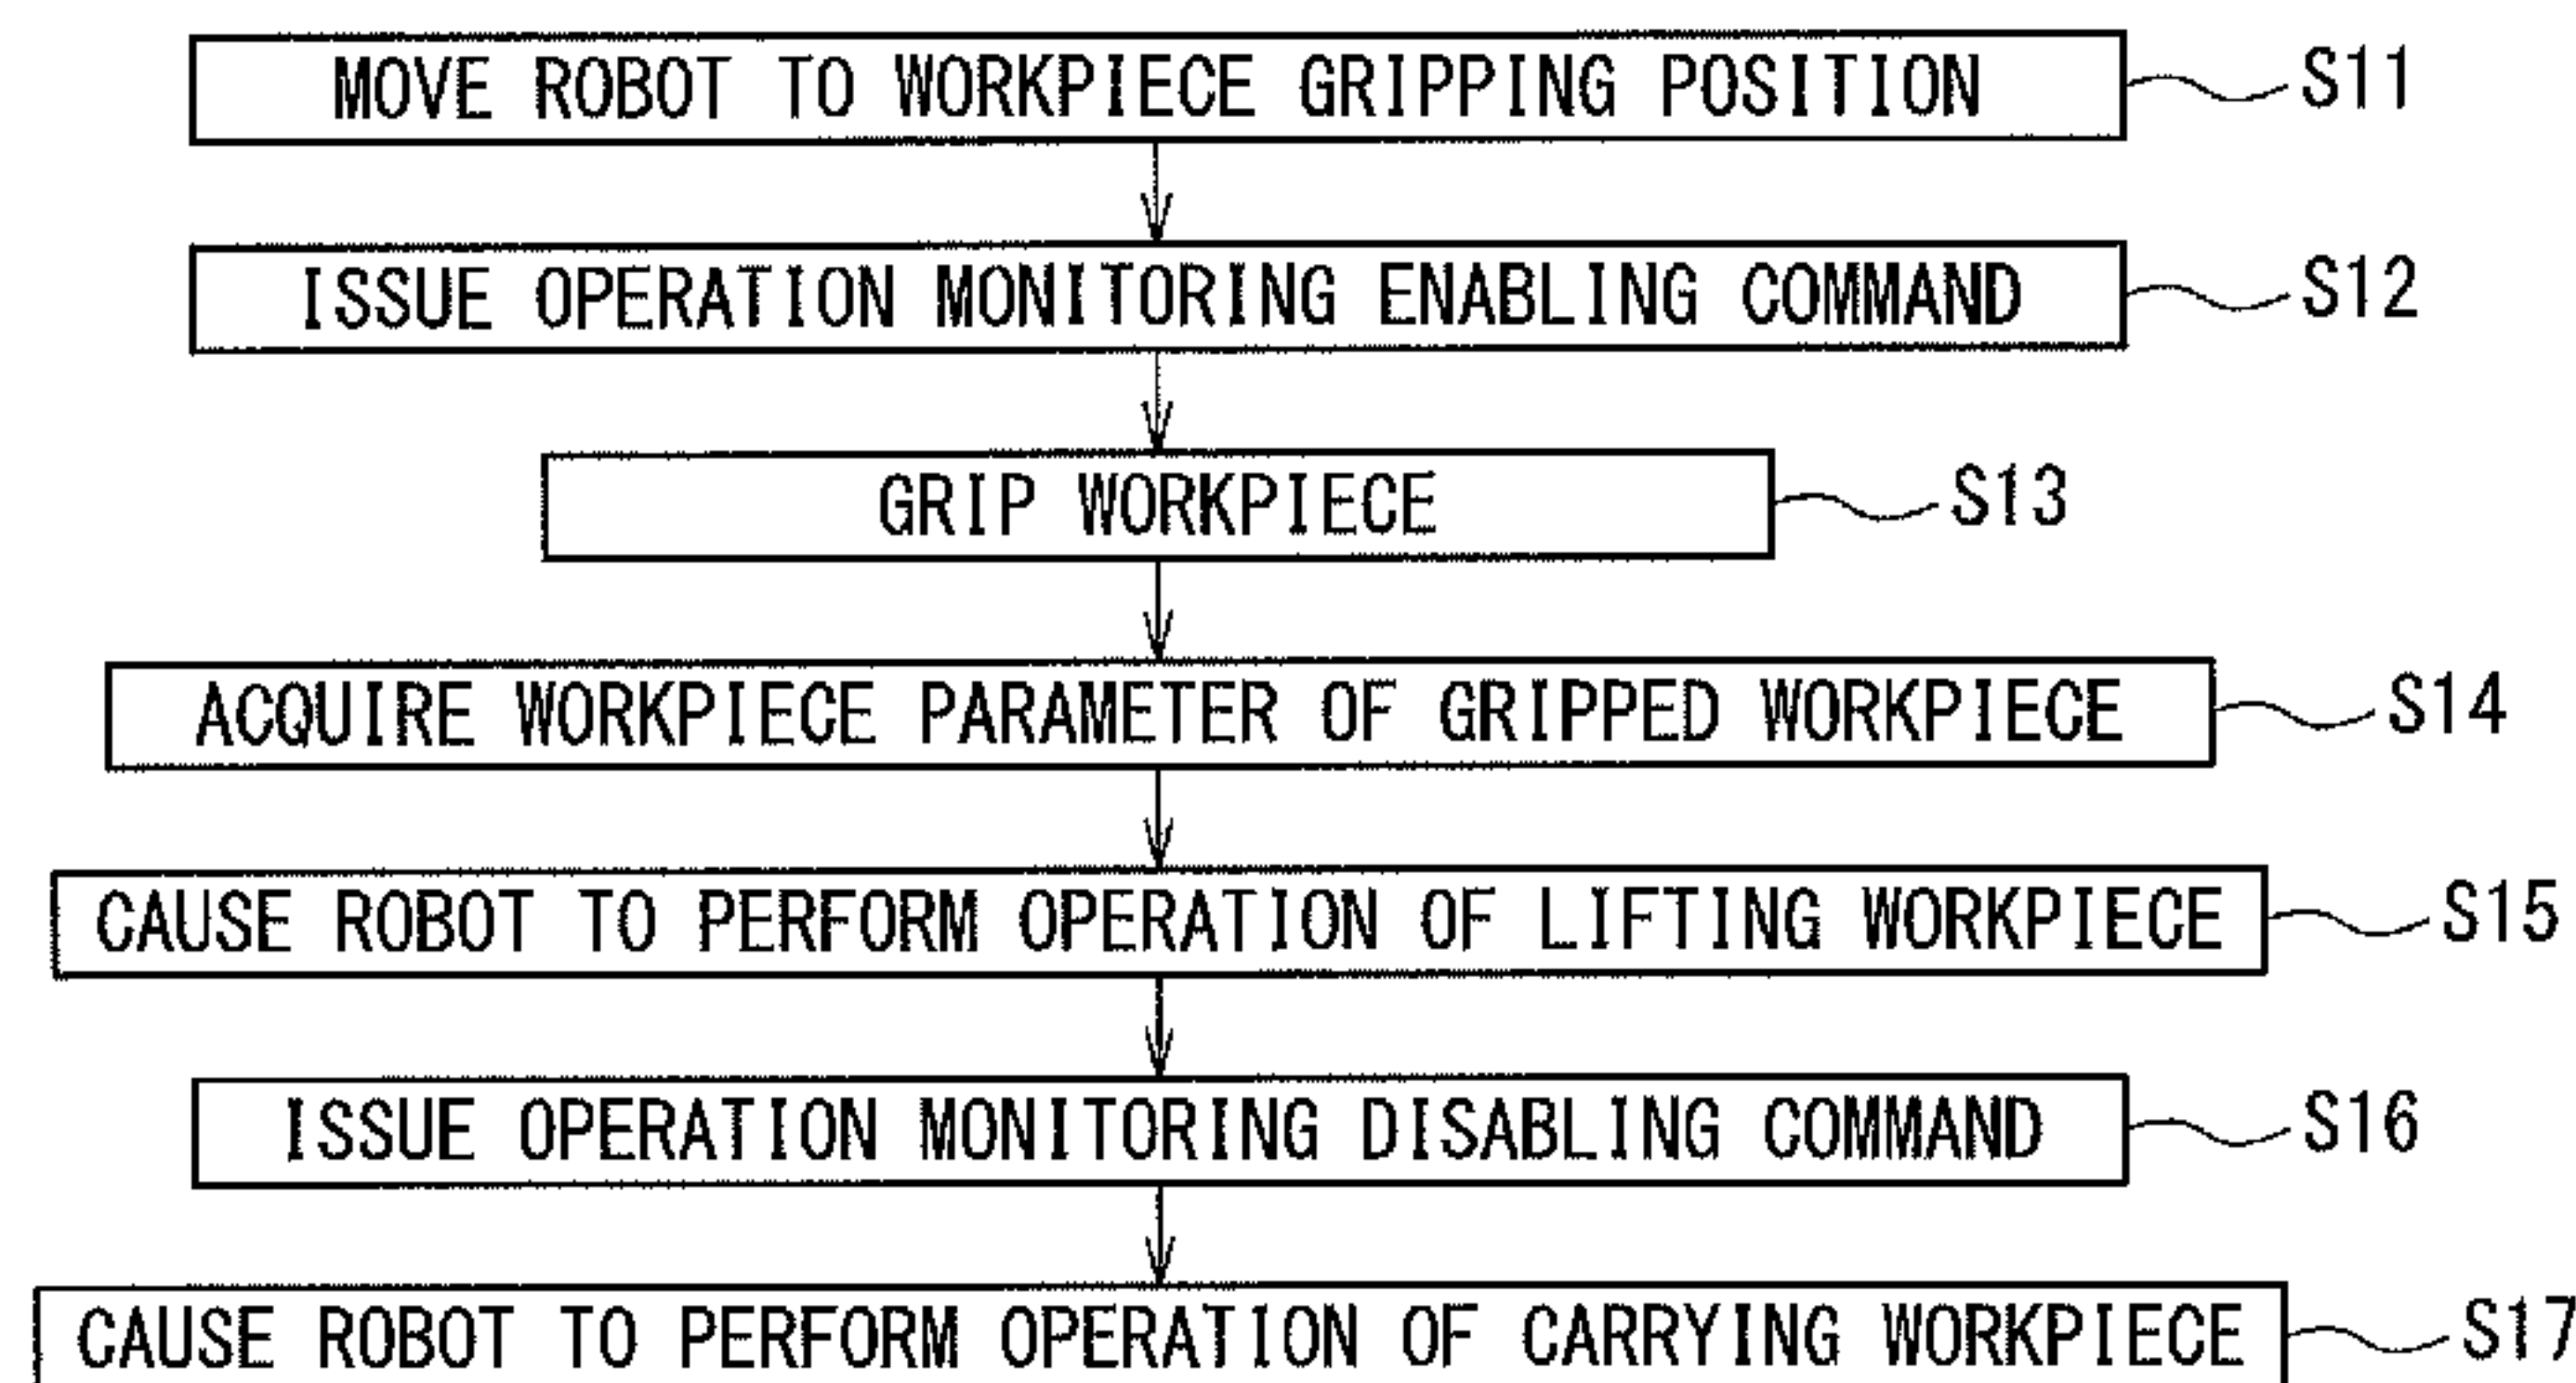 MOVE ROBOT TO WORKPIECE GRIPPING POSITION S11
ISSUE OPERATION MONITORING ENABLING COMMAND S12
GRIP WORKPIECE S13
ACQUIRE WORKPIECE PARAMETER OF GRIPPED WORKPIECE S14
CAUSE ROBOT TO PERFORM OPERATION OF LIFTING WORKPIECE S15
ISSUE OPERATION MONITORING DISABLING COMMAND S16
CAUSE ROBOT TO PERFORM OPERATION OF CARRYING WORKPIECE S17